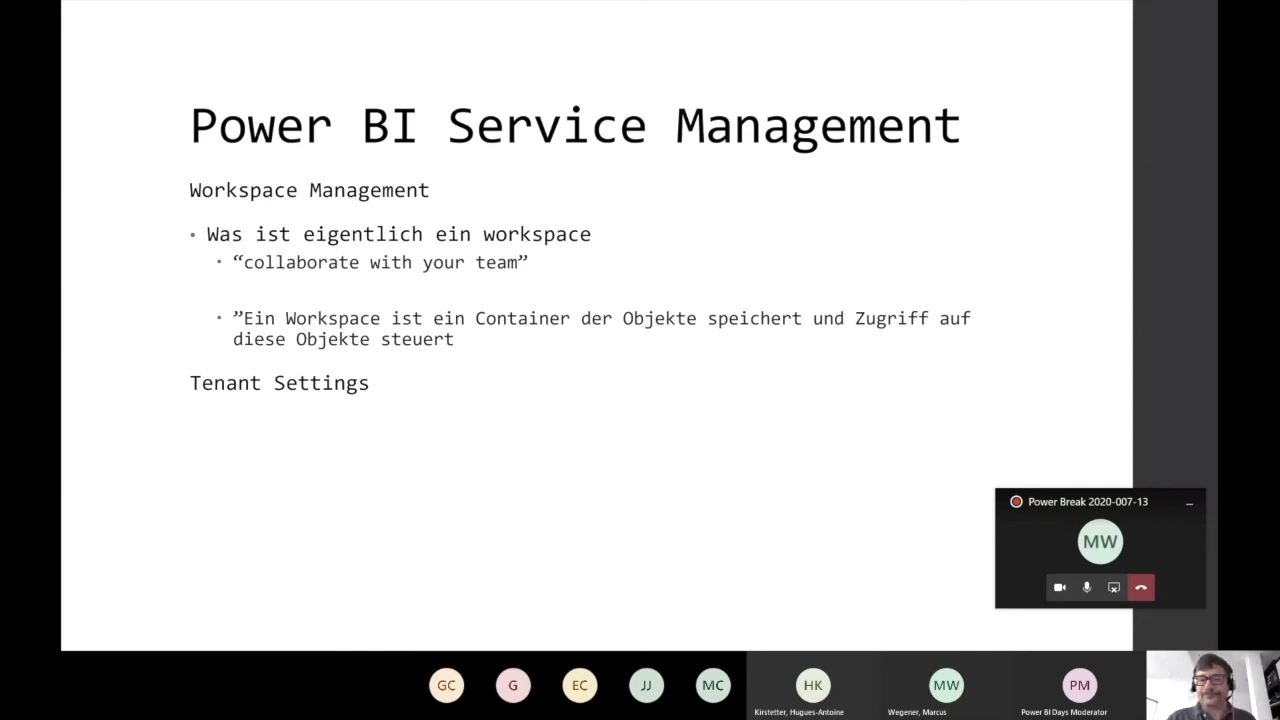 Power BI Service Management
Workspace Management
• Was ist eigentlich ein workspace
• “collaborate with your team”
• ”Ein Workspace ist ein Container der Objekte speichert und Zugriff auf
diese Objekte steuert
Tenant Settings
Power Break 2020-007-13
MW
GC
G
EC
JJ
MC
HK
MW
PM
Kirstetter, Hugues-Antoine
Wegener, Marcus
Power BI Days Moderator